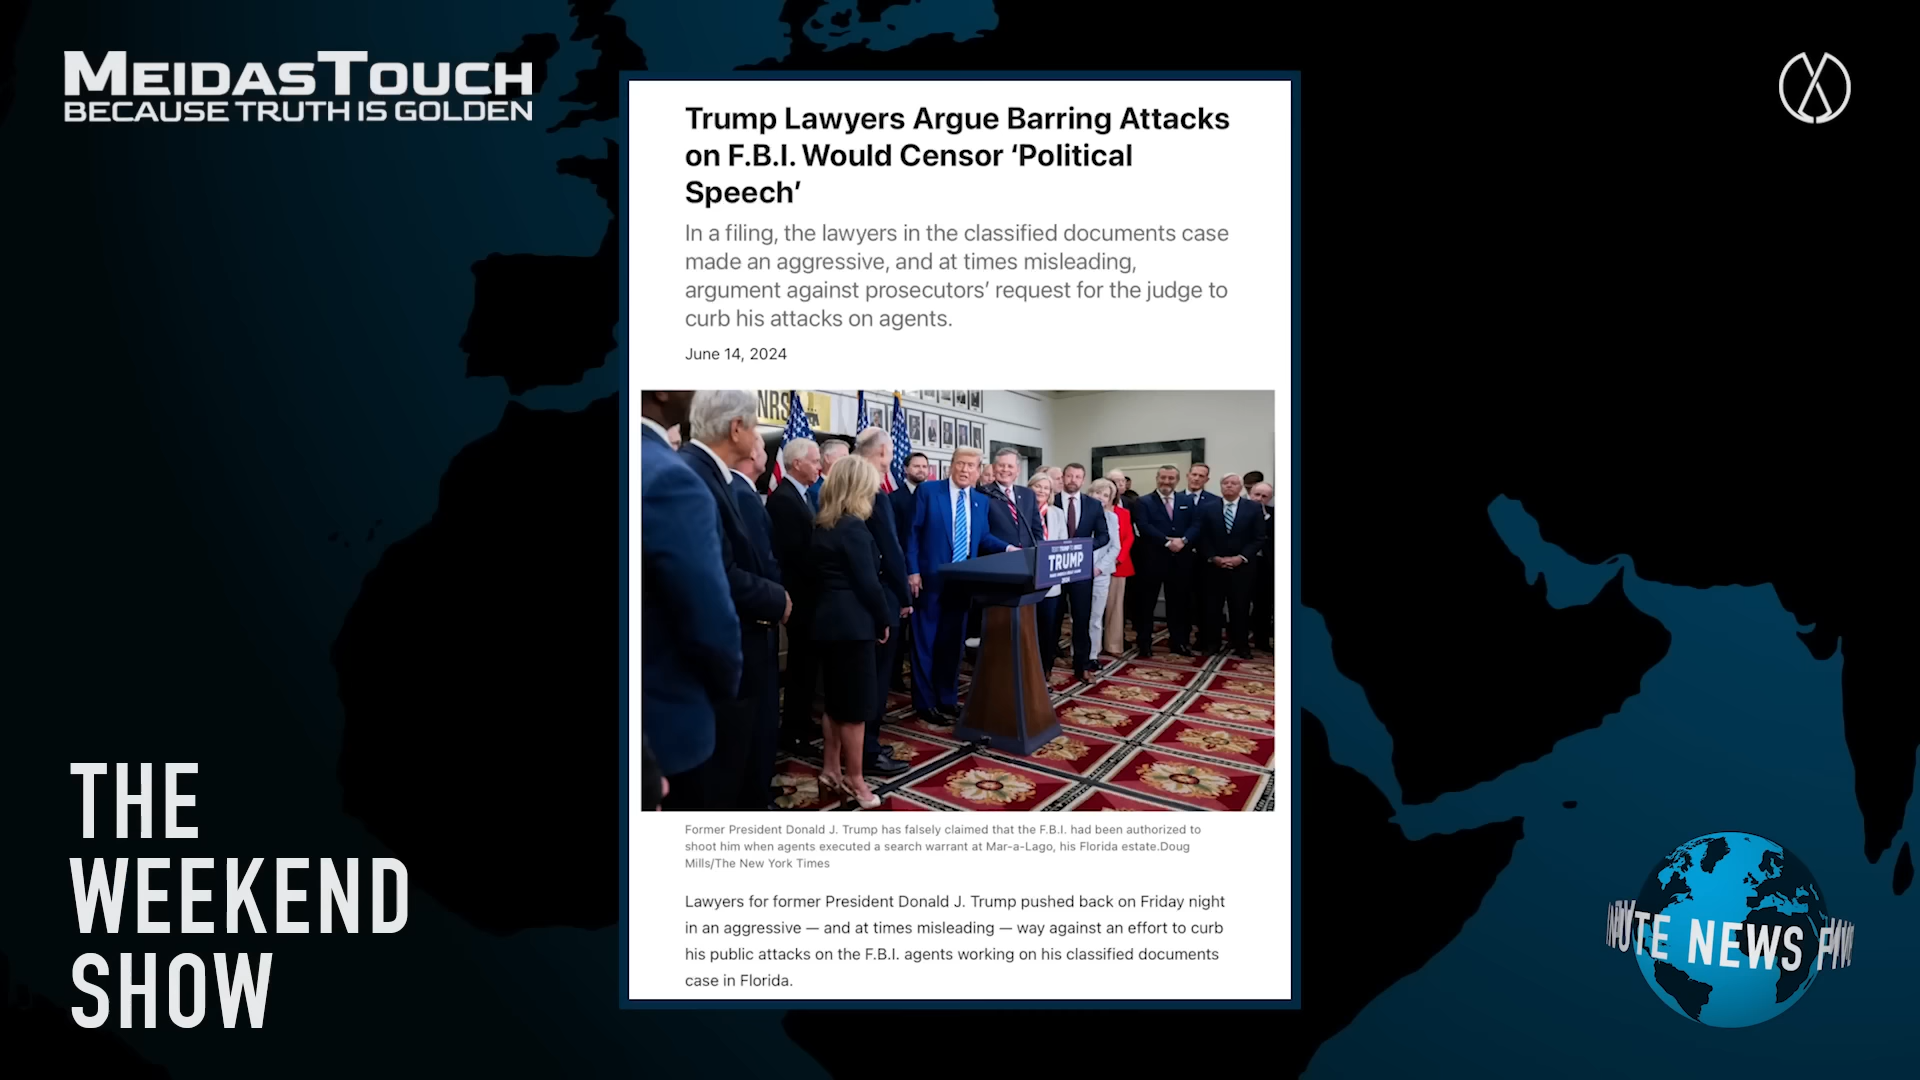 MEIDASTOUCH
BECAUSE TRUTH IS GOLDEN
Trump Lawyers Argue Barring Attacks
on F.B.I. Would Censor ‘Political
Speech’
In a filing, the lawyers in the classified documents case
made an aggressive, and at times misleading,
argument against prosecutors’ request for the judge to
curb his attacks on agents.
June 14, 2024
NRS
TRUMP
Former President Donald J. Trump has falsely claimed that the F.B.I. had been authorized to
shoot him when agents executed a search warrant at Mar-a-Lago, his Florida estate.Doug
Mills/The New York Times
Lawyers for former President Donald J. Trump pushed back on Friday night
in an aggressive — and at times misleading — way against an effort to curb
his public attacks on the F.B.I. agents working on his classified documents
case in Florida.
THE
WEEKEND
SHOW
NUTE NEWS FIVE